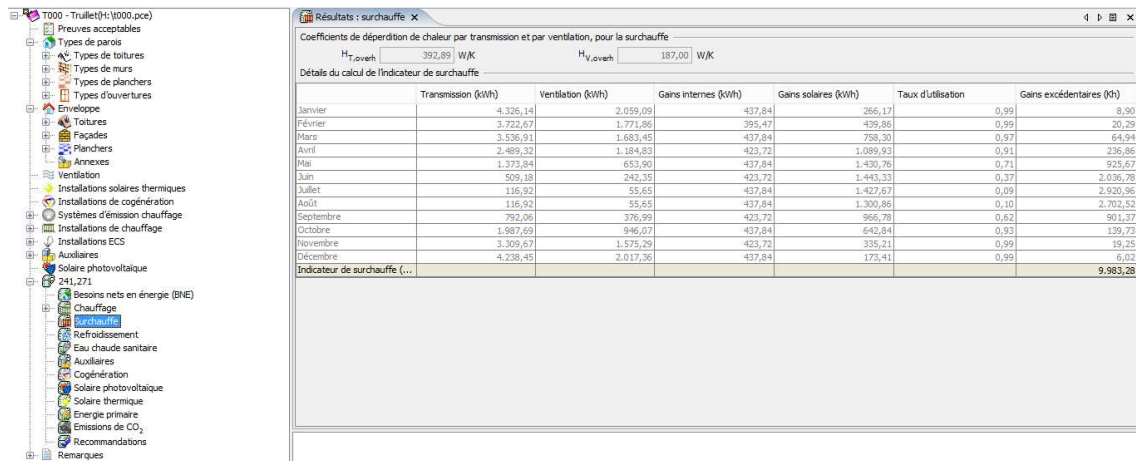 T000 - Truillet(H:\t000.pce)
Preuves acceptables
Types de parois
Types de toitures
Types de murs
Types de planchers
Types d'ouvertures
Enveloppe
Toitures
Façades
Planchers
Annexes
Ventilation
Installations solaires thermiques
Installations de cogénération
Systèmes d'émission chauffage
Installations de chauffage
Installations ECS
Auxiliaires
Solaire photovoltaïque
241,271
Besoins nets en énergie (BNE)
Chauffage
Surchauffe
Refroidissement
Eau chaude sanitaire
Auxiliaires
Cogénération
Solaire photovoltaïque
Solaire thermique
Energie primaire
Emissions de CO2
Recommandations
Remarques
Résultats : surchauffe
Coefficients de déperdition de chaleur par transmission et par ventilation, pour la surchauffe
HT,overh 392,89 W/K HV,overh 187,00 W/K
Détails du calcul de l'indicateur de surchauffe
Transmission (kWh) Ventilation (kWh) Gains internes (kWh) Gains solaires (kWh) Taux d'utilisation Gains excédentaires (Kh)
Janvier 4.326,14 2.059,09 437,84 266,17 0,99 8,90
Février 3.722,67 1.771,86 395,47 439,86 0,99 20,29
Mars 3.536,91 1.683,45 437,84 758,30 0,97 64,94
Avril 2.489,32 1.184,83 423,72 1.089,93 0,91 236,86
Mai 1.373,84 653,90 437,84 1.430,76 0,71 925,67
Juin 509,18 242,35 423,72 1.443,33 0,37 2.036,78
Juillet 116,92 55,65 437,84 1.427,67 0,09 2.920,96
Août 116,92 55,65 437,84 1.300,86 0,10 2.702,52
Septembre 792,06 376,99 423,72 966,78 0,62 901,37
Octobre 1.987,69 946,07 437,84 642,84 0,93 139,73
Novembre 3.309,67 1.575,29 423,72 335,21 0,99 19,25
Décembre 4.238,45 2.017,36 437,84 173,41 0,99 6,02
Indicateur de surchauffe (... 9.983,28